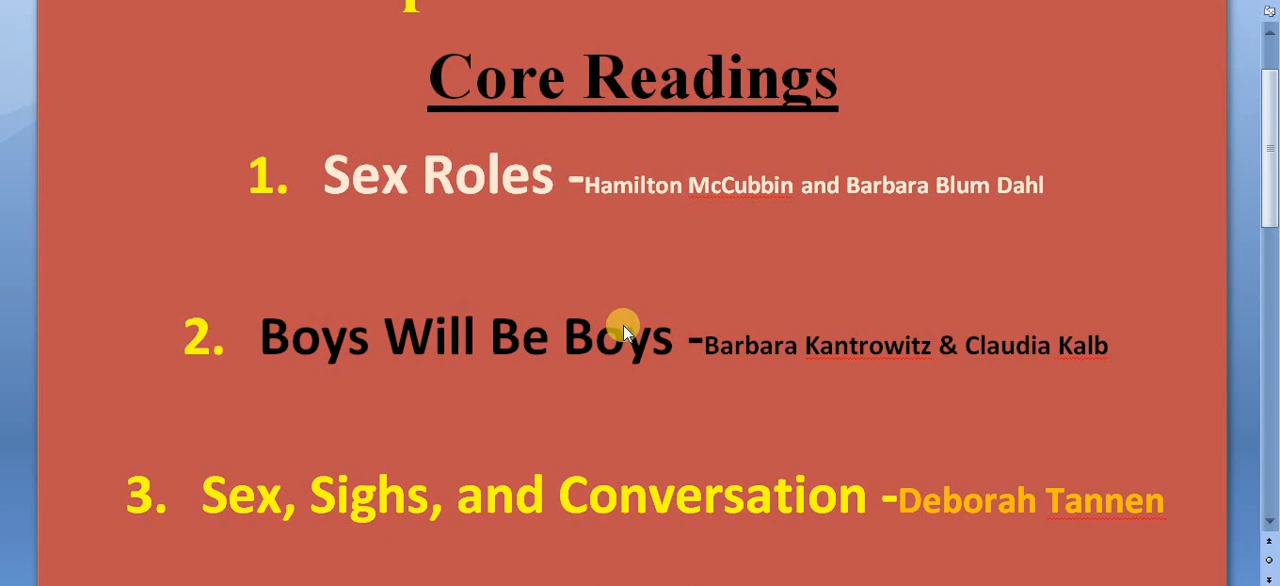 Core Readings
1. Sex Roles -Hamilton McCubbin and Barbara Blum Dahl
2. Boys Will Be Boys -Barbara Kantrowitz & Claudia Kalb
3. Sex, Sighs, and Conversation -Deborah Tannen